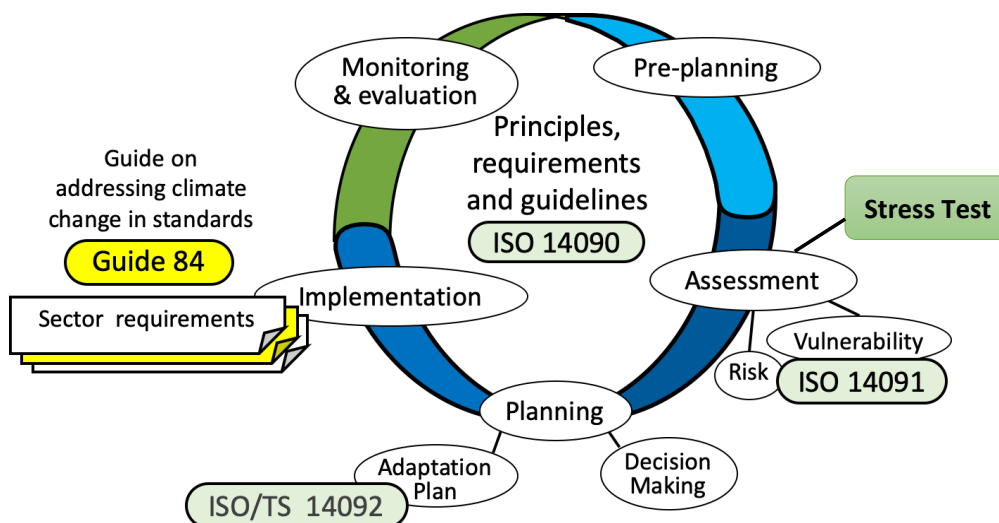 Monitoring
& evaluation
Pre-planning
Principles,
requirements
and guidelines
ISO 14090
Guide on
addressing climate
change in standards
Guide 84
Stress Test
Assessment
Implementation
Sector requirements
Vulnerability
Risk
ISO 14091
Planning
Adaptation
Plan
Decision
Making
ISO/TS 14092